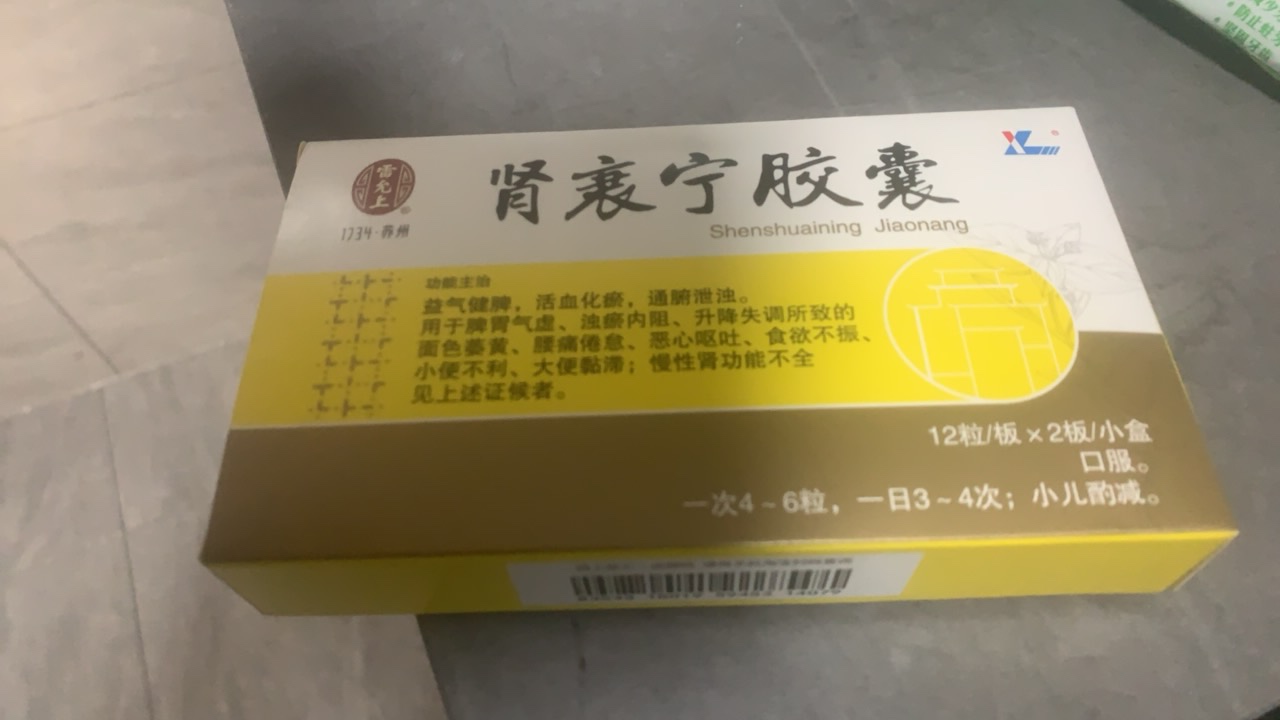 雷允上
1734·苏州
肾衰宁胶囊
Shenshuaining Jiaonang
功能主治
益气健脾，活血化瘀，通腑泄浊。
用于脾胃气虚、浊瘀内阻、升降失调所致的
面色萎黄、腰痛倦怠、恶心呕吐、食欲不振、
小便不利、大便黏滞；慢性肾功能不全
见上述证候者。
12粒/板×2板/小盒
口服。
一次4~6粒，一日3~4次；小儿酌减。